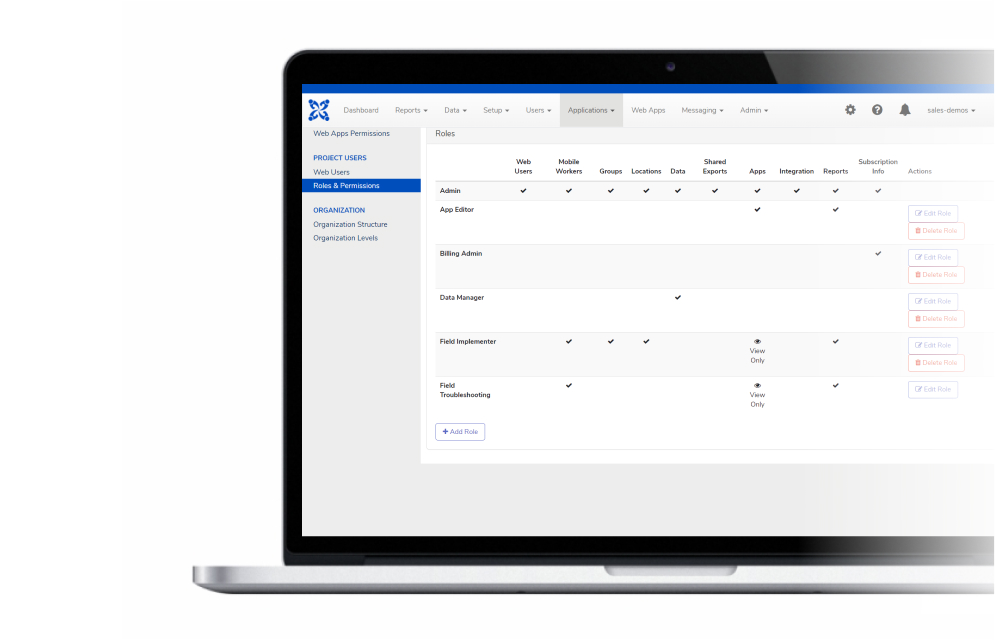 Dashboard Reports Data Setup Users Applications Web Apps Messaging Admin sales-demos
Web Apps Permissions
PROJECT USERS
Web Users
Roles & Permissions
ORGANIZATION
Organization Structure
Organization Levels
Roles
Web Users Mobile Workers Groups Locations Data Shared Exports Apps Integration Reports Subscription Info Actions
Admin
App Editor Edit Role
Delete Role
Billing Admin Edit Role
Delete Role
Data Manager Edit Role
Delete Role
Field Implementer View Only Edit Role
Delete Role
Field Troubleshooting View Only Edit Role
+ Add Role